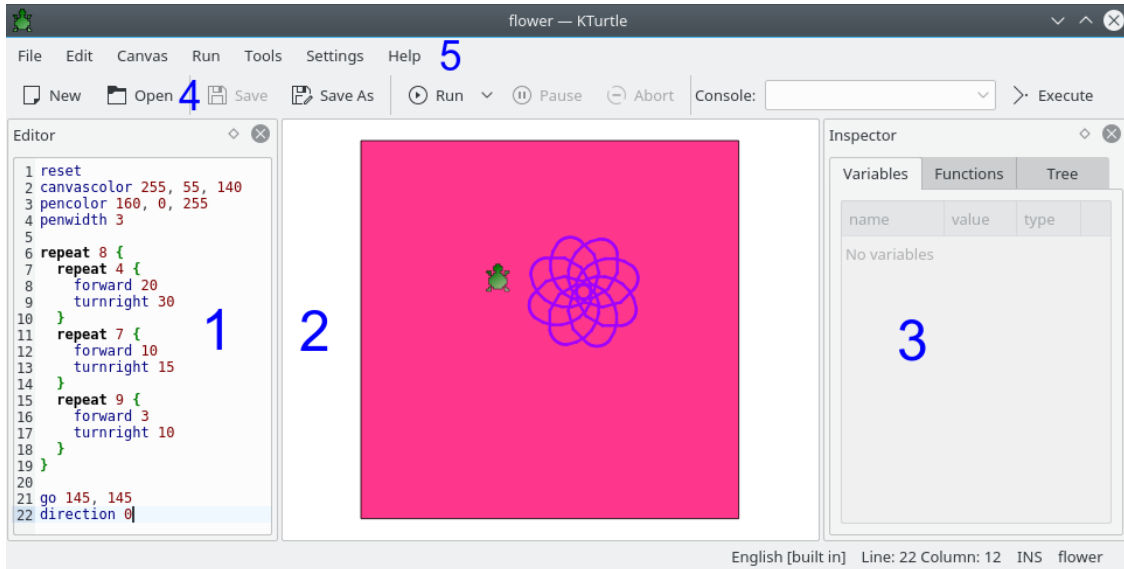 flower — KTurtle
File Edit Canvas Run Tools Settings Help 5
New Open 4 Save Save As Run Pause Abort Console: Execute
Editor
1 reset
2 canvascolor 255, 55, 140
3 pencolor 160, 0, 255
4 penwidth 3
5
6 repeat 8 {
7   repeat 4 {
8     forward 20
9     turnright 30
10   }
11   repeat 7 {
12     forward 10
13     turnright 15
14   }
15   repeat 9 {
16     forward 3
17     turnright 10
18   }
19 }
20
21 go 145, 145
22 direction 0
1
2
Inspector
Variables Functions Tree
name value type
No variables
3
English [built in] Line: 22 Column: 12 INS flower